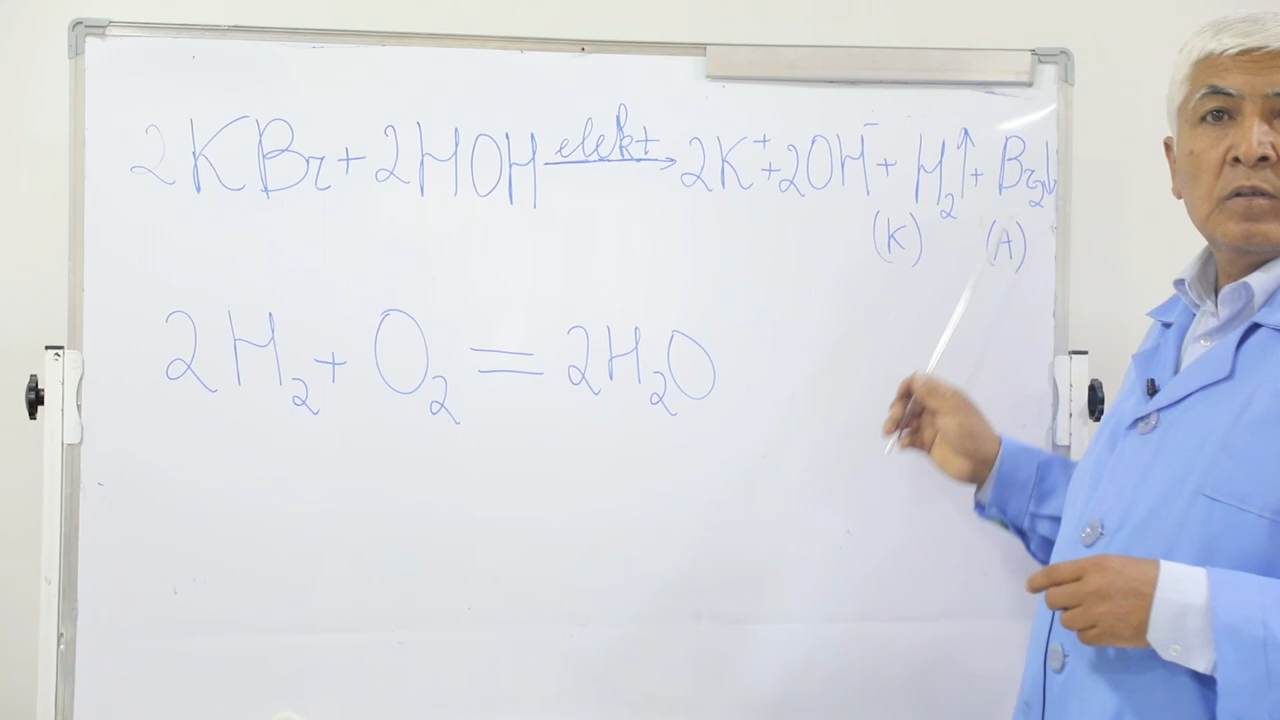 2KBr + 2HOH elekt→ 2K⁺ + 2OH⁻ + H₂↑ + Br₂↓
(K) (A)
2H₂ + O₂ = 2H₂O